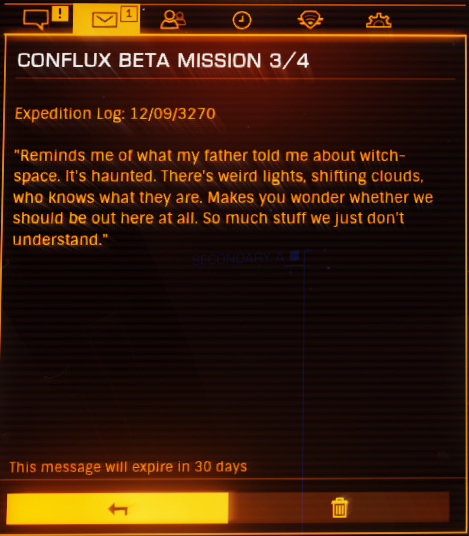 !
1
CONFLUX BETA MISSION 3/4
Expedition Log: 12/09/3270
"Reminds me of what my father told me about witch-
space. It's haunted. There's weird lights, shifting clouds,
who knows what they are. Makes you wonder whether we
should be out here at all. So much stuff we just don't
understand."
SECONDARY A
This message will expire in 30 days